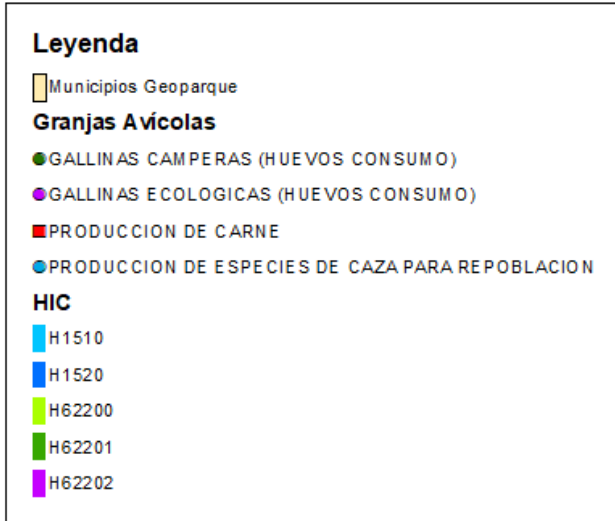 Leyenda
Municipios Geoparque
Granjas Avícolas
GALLINAS CAMPERAS (HUEVOS CONSUMO)
GALLINAS ECOLOGICAS (HUEVOS CONSUMO)
PRODUCCION DE CARNE
PRODUCCION DE ESPECIES DE CAZA PARA REPOBLACION
HIC
H1510
H1520
H62200
H62201
H62202